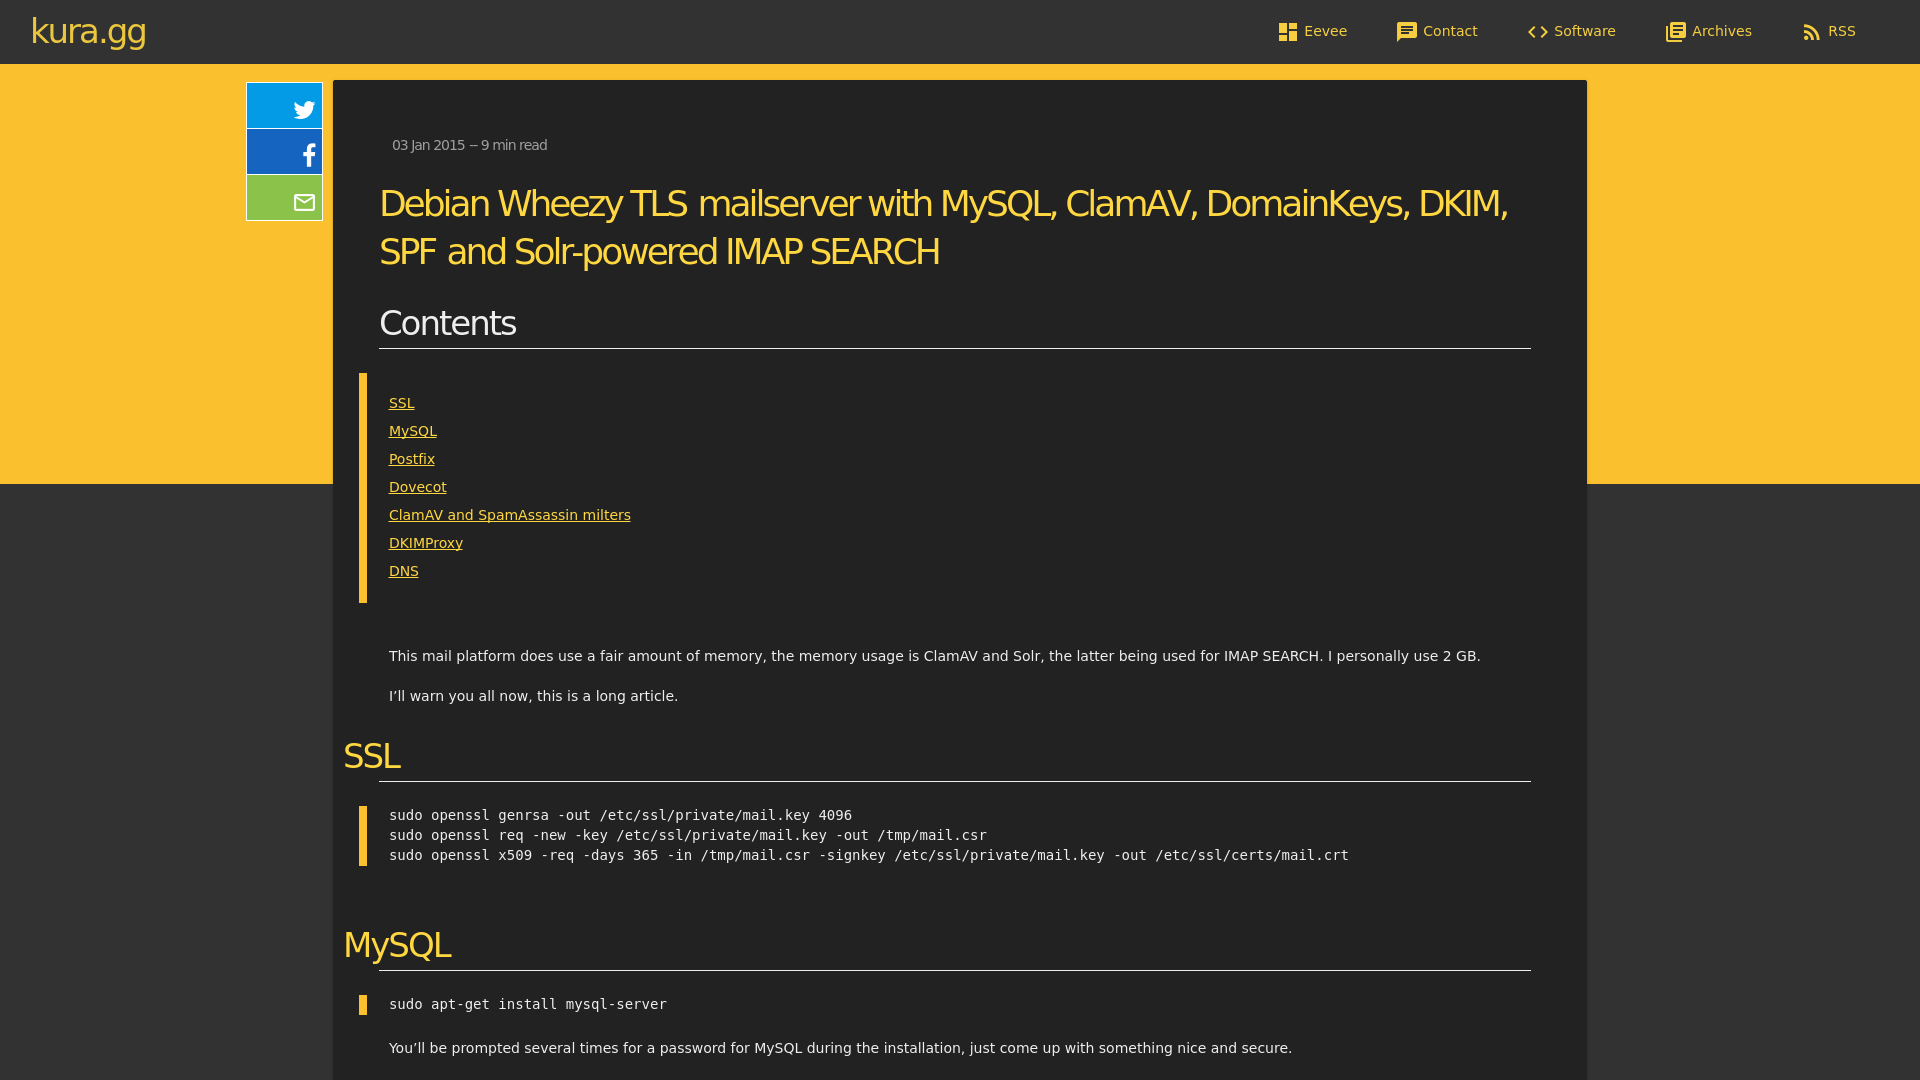 kura.gg
Eevee
Contact
Software
Archives
RSS
03 Jan 2015 – 9 min read
Debian Wheezy TLS mailserver with MySQL, ClamAV, DomainKeys, DKIM,
SPF and Solr-powered IMAP SEARCH
Contents
SSL
MySQL
Postfix
Dovecot
ClamAV and SpamAssassin milters
DKIMProxy
DNS
This mail platform does use a fair amount of memory, the memory usage is ClamAV and Solr, the latter being used for IMAP SEARCH. I personally use 2 GB.
I’ll warn you all now, this is a long article.
SSL
sudo openssl genrsa -out /etc/ssl/private/mail.key 4096
sudo openssl req -new -key /etc/ssl/private/mail.key -out /tmp/mail.csr
sudo openssl x509 -req -days 365 -in /tmp/mail.csr -signkey /etc/ssl/private/mail.key -out /etc/ssl/certs/mail.crt
MySQL
sudo apt-get install mysql-server
You’ll be prompted several times for a password for MySQL during the installation, just come up with something nice and secure.